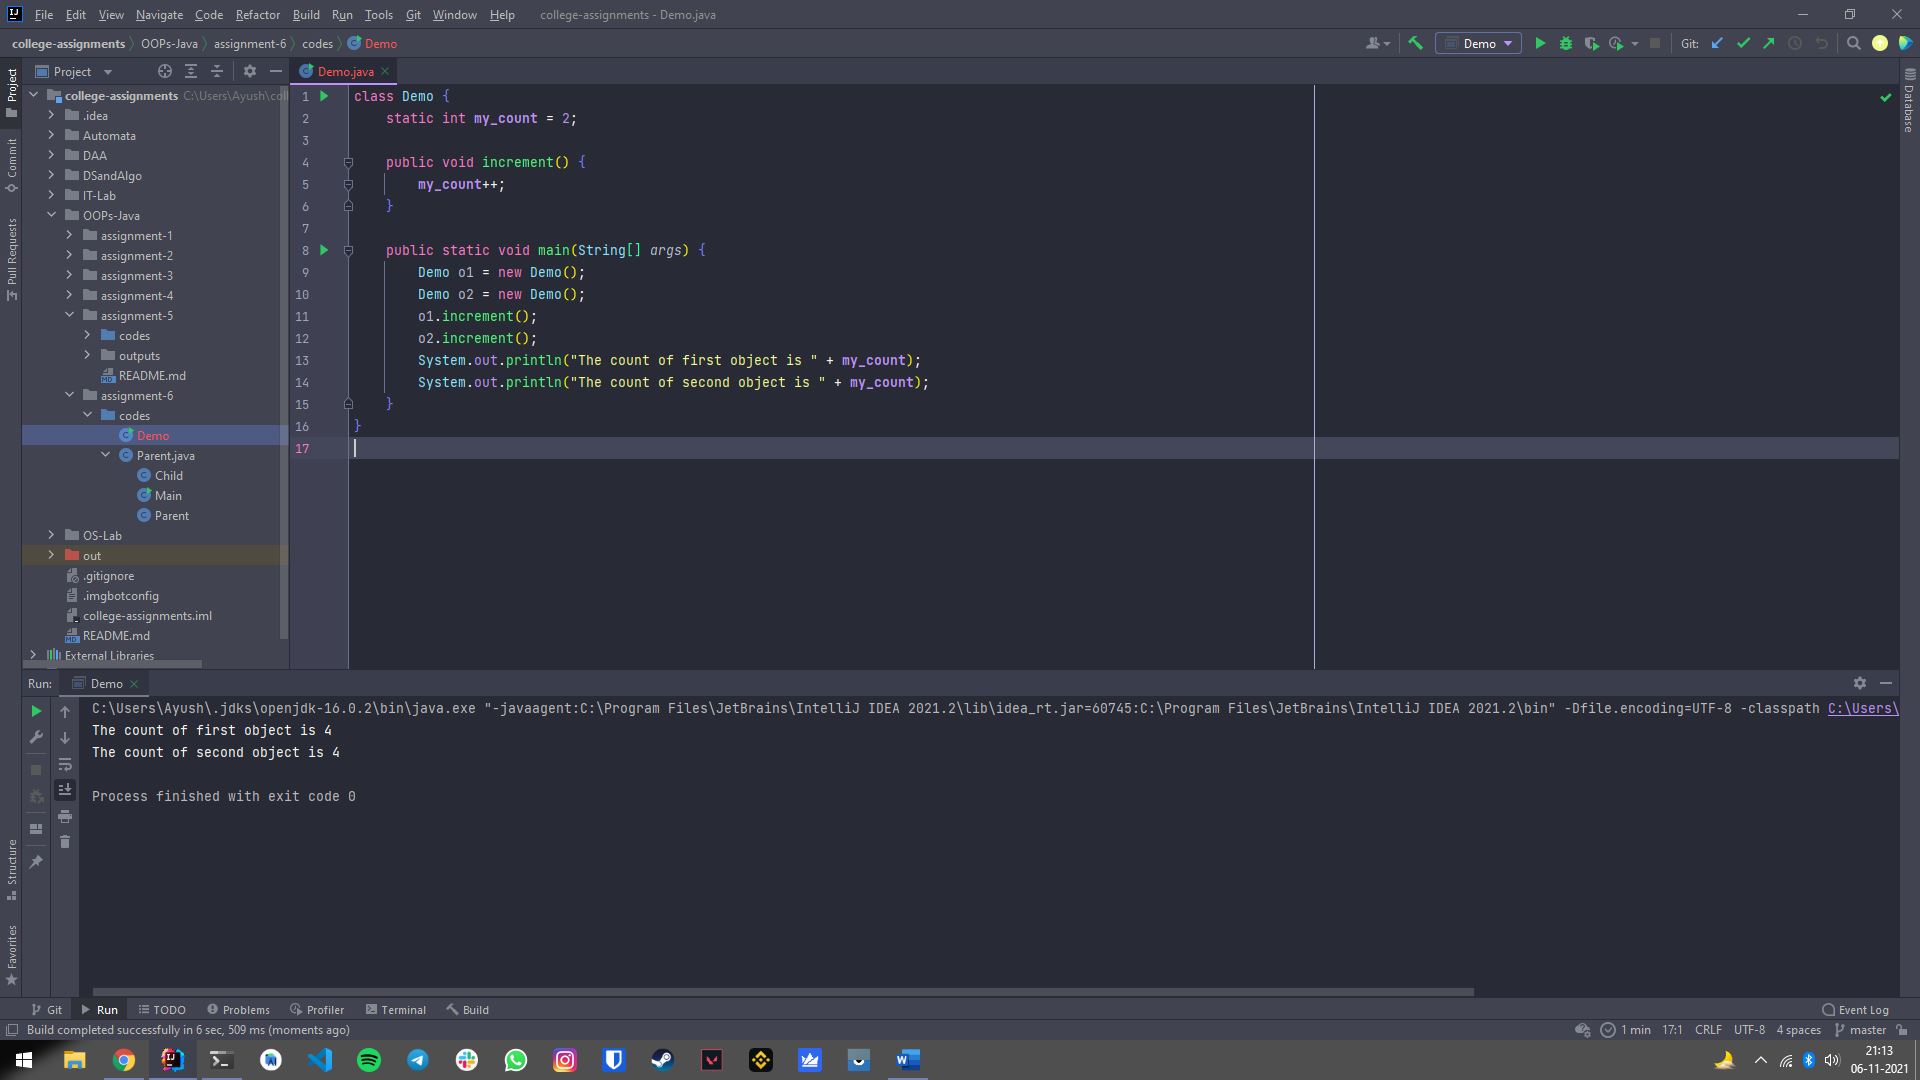 File Edit View Navigate Code Refactor Build Run Tools Git Window Help college-assignments - Demo.java
college-assignments OOPs-Java assignment-6 codes Demo
Demo Git:
Project
Demo.java
college-assignments C:\Users\Ayush\coll
.idea
Automata
DAA
DSandAlgo
IT-Lab
OOPs-Java
assignment-1
assignment-2
assignment-3
assignment-4
assignment-5
codes
outputs
README.md
assignment-6
codes
Demo
Parent.java
Child
Main
Parent
OS-Lab
out
.gitignore
.imgbotconfig
college-assignments.iml
README.md
External Libraries
Project
Commit
Pull Requests
Structure
Favorites
Database
1 class Demo {
2 static int my_count = 2;
3
4 public void increment() {
5 my_count++;
6 }
7
8 public static void main(String[] args) {
9 Demo o1 = new Demo();
10 Demo o2 = new Demo();
11 o1.increment();
12 o2.increment();
13 System.out.println("The count of first object is " + my_count);
14 System.out.println("The count of second object is " + my_count);
15 }
16 }
17
Run: Demo
C:\Users\Ayush\.jdks\openjdk-16.0.2\bin\java.exe "-javaagent:C:\Program Files\JetBrains\IntelliJ IDEA 2021.2\lib\idea_rt.jar=60745:C:\Program Files\JetBrains\IntelliJ IDEA 2021.2\bin" -Dfile.encoding=UTF-8 -classpath C:\Users\
The count of first object is 4
The count of second object is 4
Process finished with exit code 0
Git Run TODO Problems Profiler Terminal Build Event Log
Build completed successfully in 6 sec, 509 ms (moments ago) 1 min 17:1 CRLF UTF-8 4 spaces master
21:13
06-11-2021